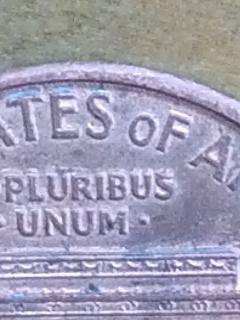 ATES OF A
PLURIBUS
· UNUM ·